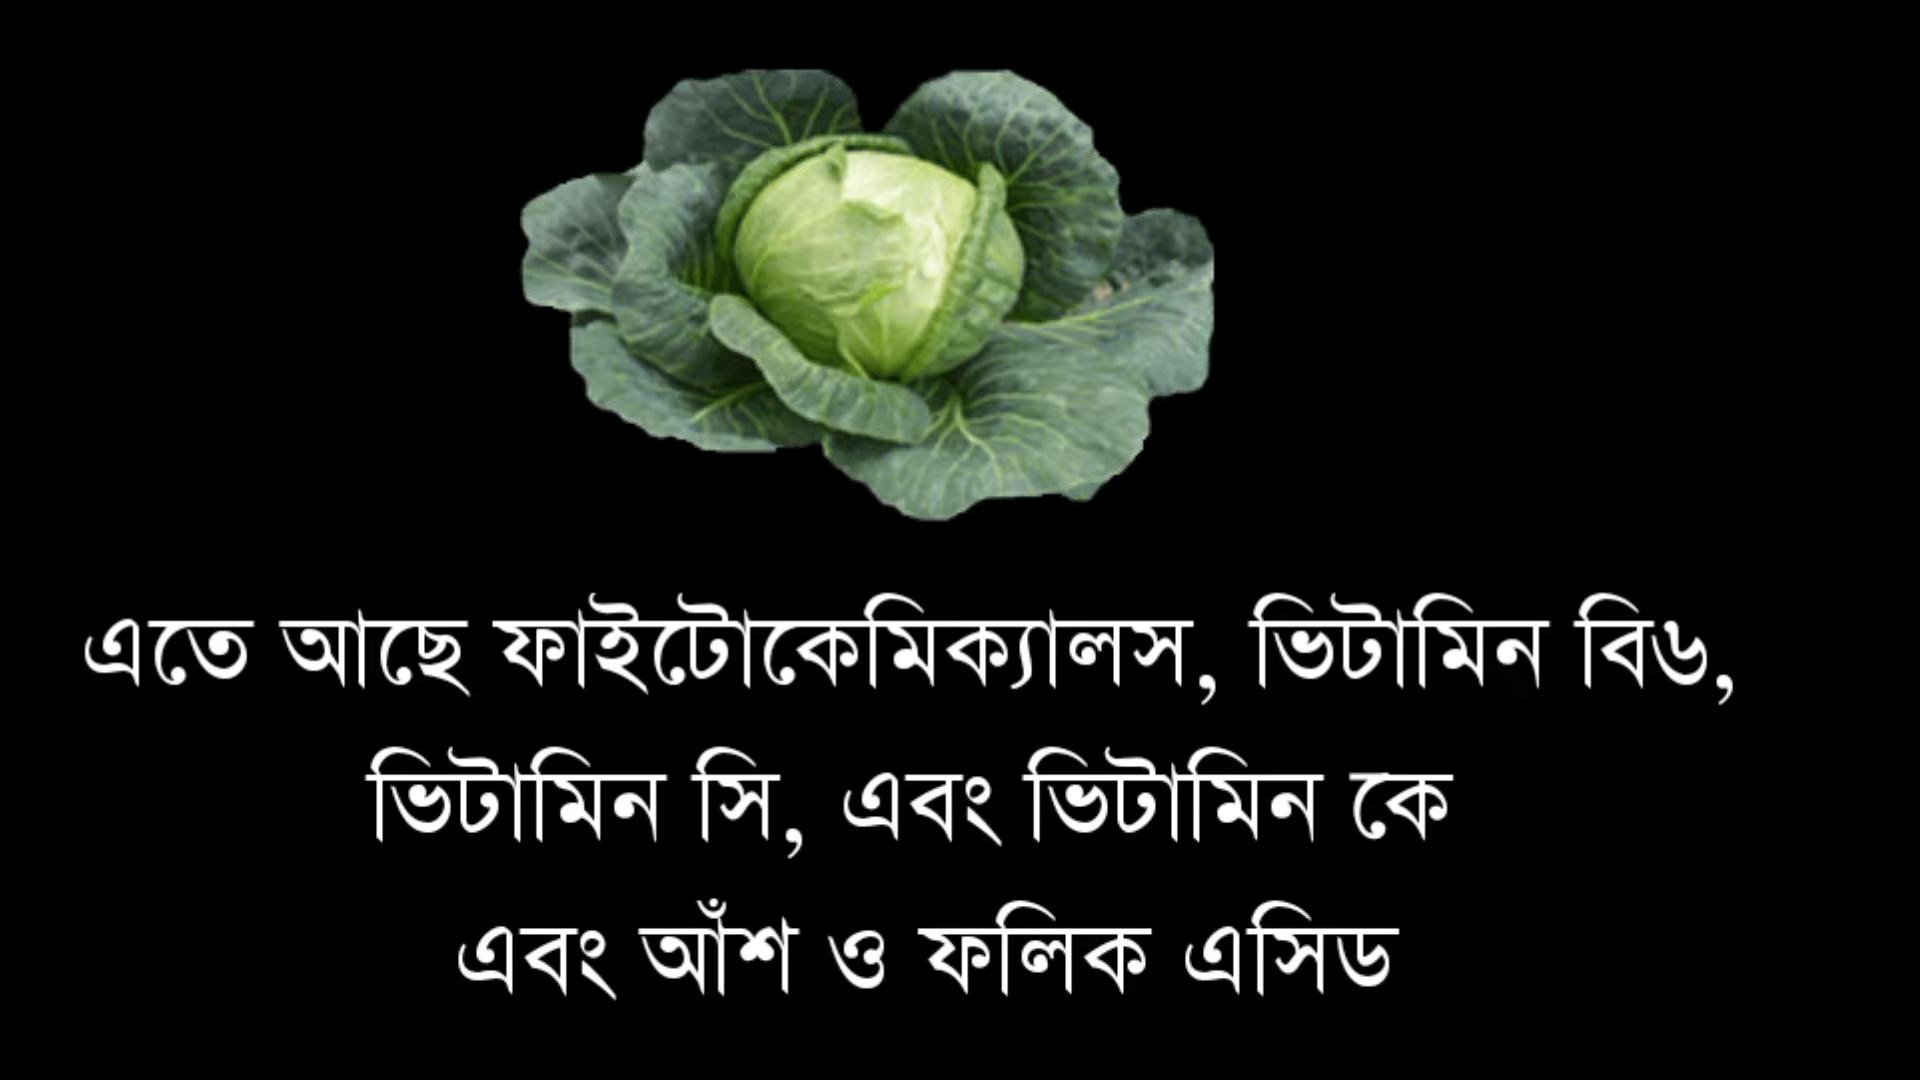 এতে আছে ফাইটোকেমিক্যালস, ভিটামিন বি৬,
ভিটামিন সি, এবং ভিটামিন কে
এবং আঁশ ও ফলিক এসিড